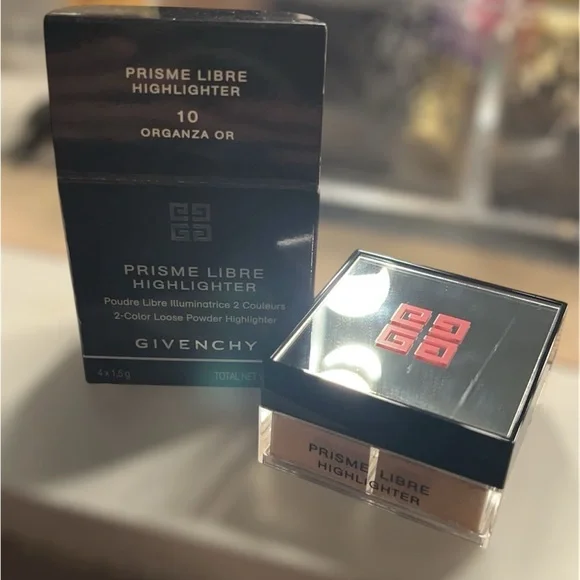 PRISME LIBRE
HIGHLIGHTER
10
ORGANZA OR
PRISME LIBRE
HIGHLIGHTER
Poudre Libre Illuminatrice 2 Couleurs
2-Color Loose Powder Highlighter
GIVENCHY
4 x 1,5g
TOTAL NET
PRISME LIBRE
HIGHLIGHTER